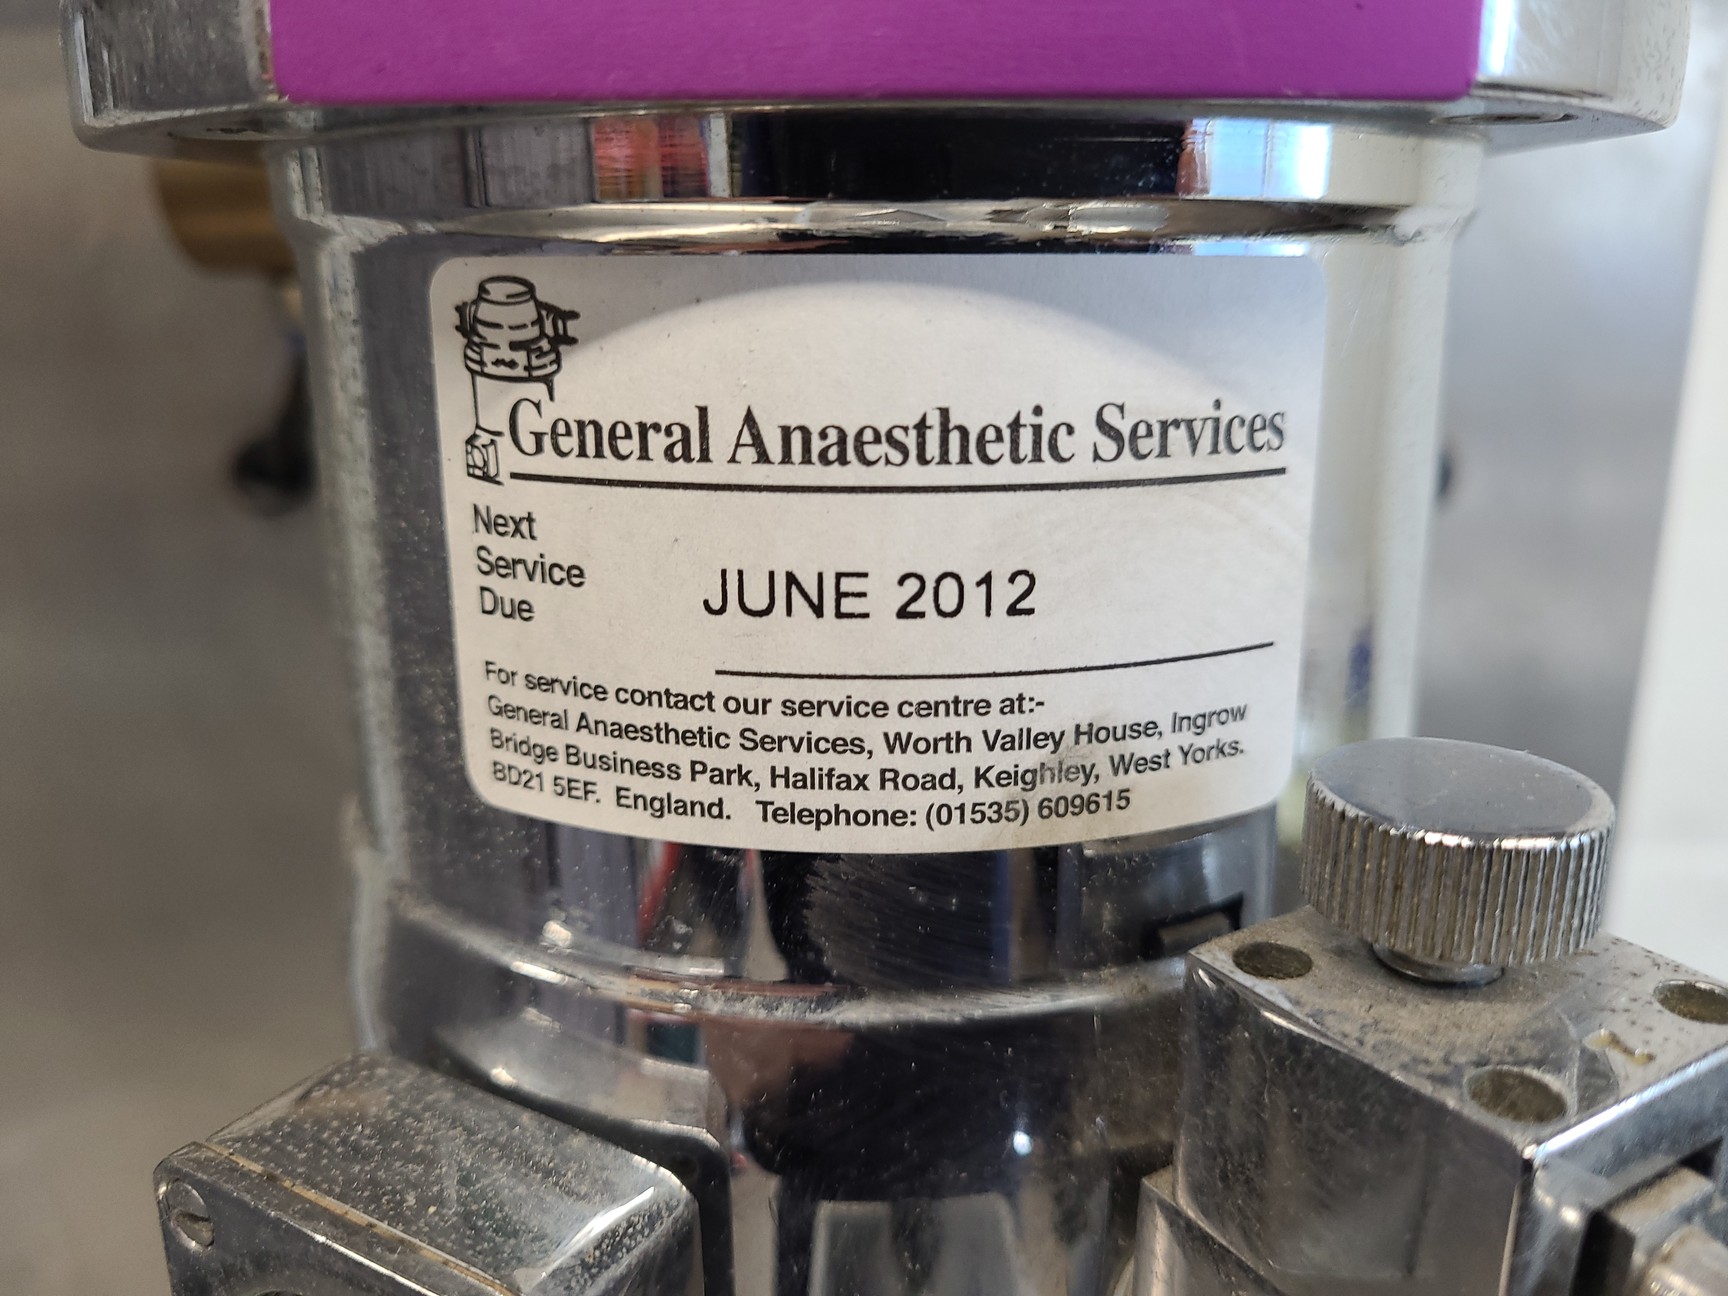 General Anaesthetic Services
Next
Service
Due
JUNE 2012
For service contact our service centre at:-
General Anaesthetic Services, Worth Valley House, Ingrow
Bridge Business Park, Halifax Road, Keighley, West Yorks.
BD21 5EF. England. Telephone: (01535) 609615